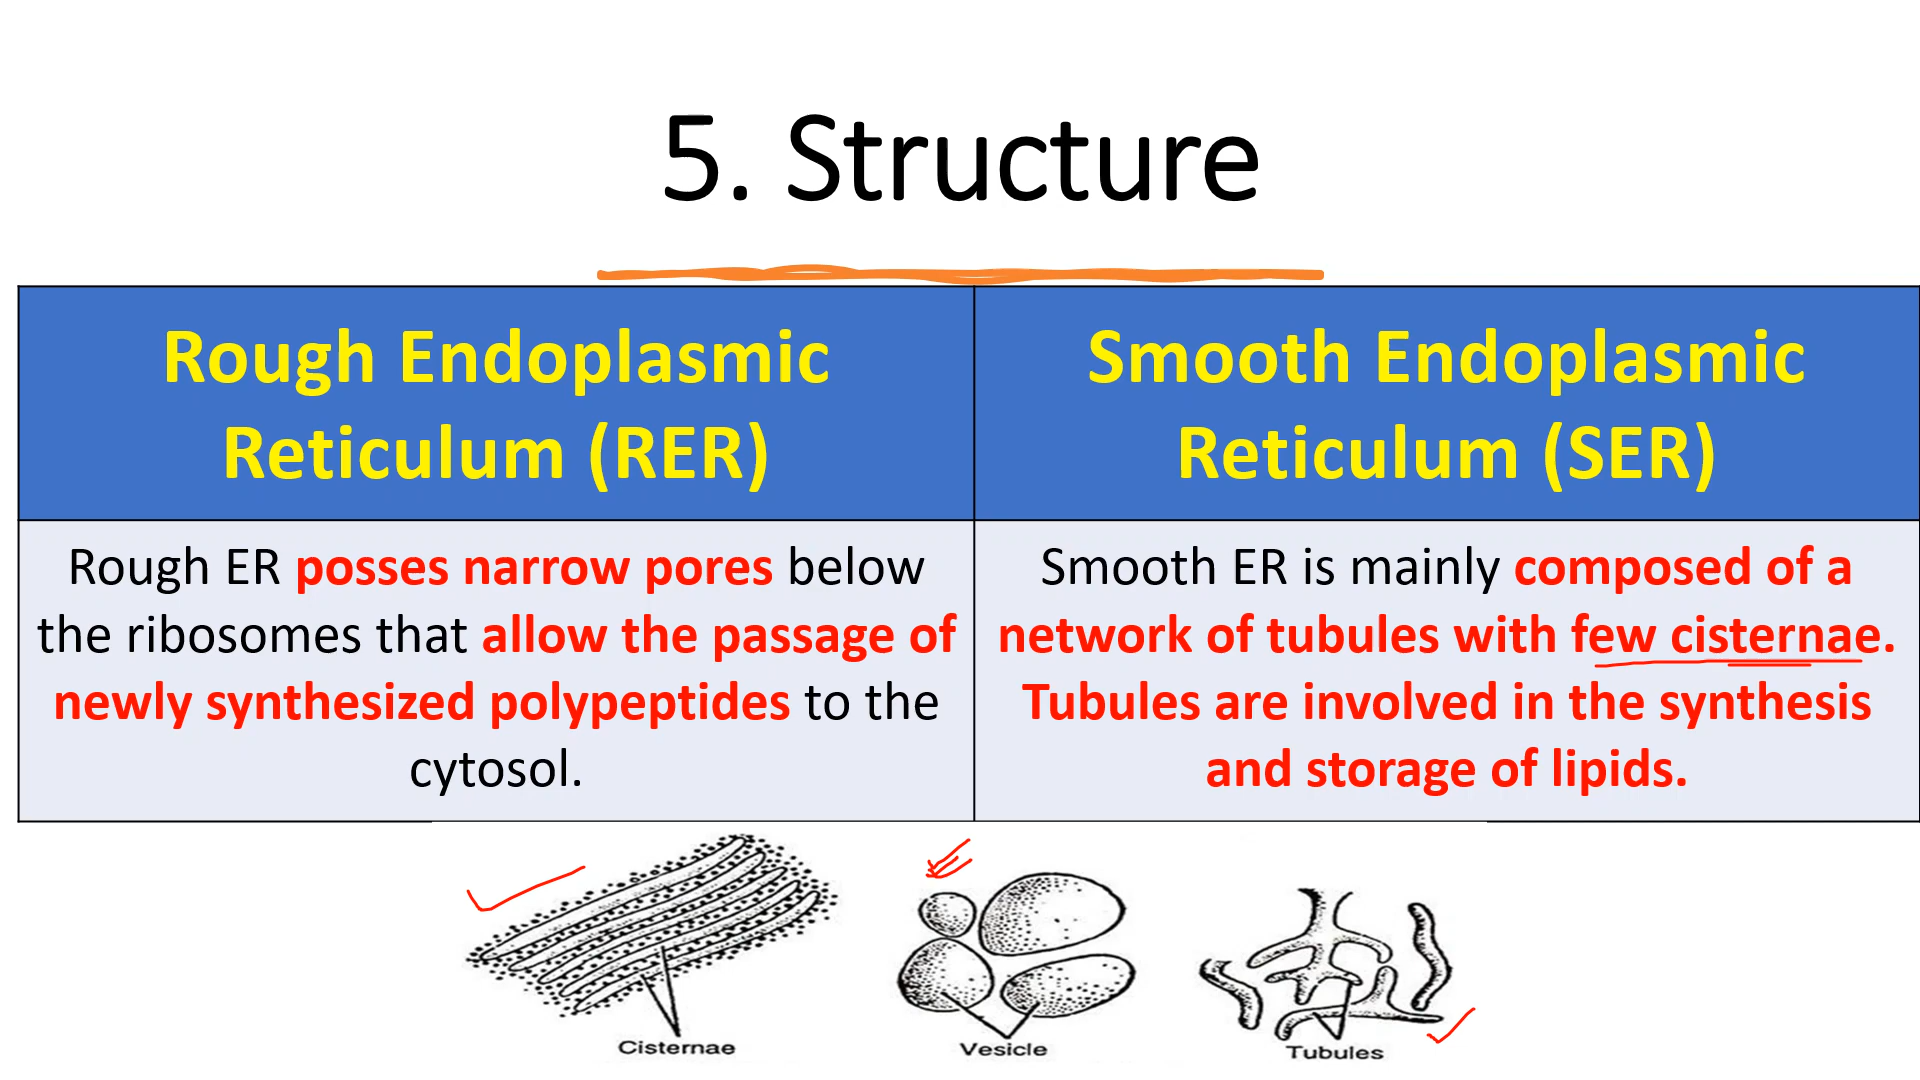 5. Structure
Rough Endoplasmic
Reticulum (RER)
Smooth Endoplasmic
Reticulum (SER)
Rough ER posses narrow pores below
the ribosomes that allow the passage of
newly synthesized polypeptides to the
cytosol.
Smooth ER is mainly composed of a
network of tubules with few cisternae.
Tubules are involved in the synthesis
and storage of lipids.
Cisternae
Vesicle
Tubules